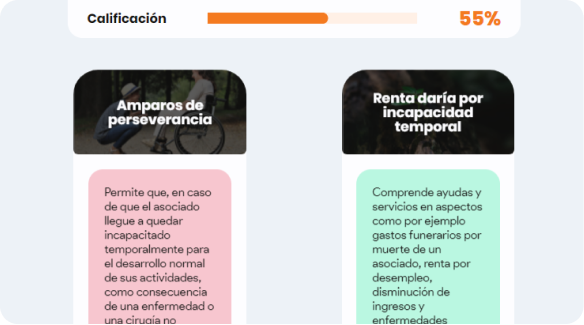 Calificación
55%
Amparos de
perseverancia
Permite que, en caso
de que el asociado
llegue a quedar
incapacitado
temporalmente para
el desarrollo normal
de sus actividades,
como consecuencia
de una enfermedad o
una cirugía no
Renta daría por
incapacidad
temporal
Comprende ayudas y
servicios en aspectos
como por ejemplo
gastos funerarios por
muerte de un
asociado, renta por
desempleo,
disminución de
ingresos y
enfermedades